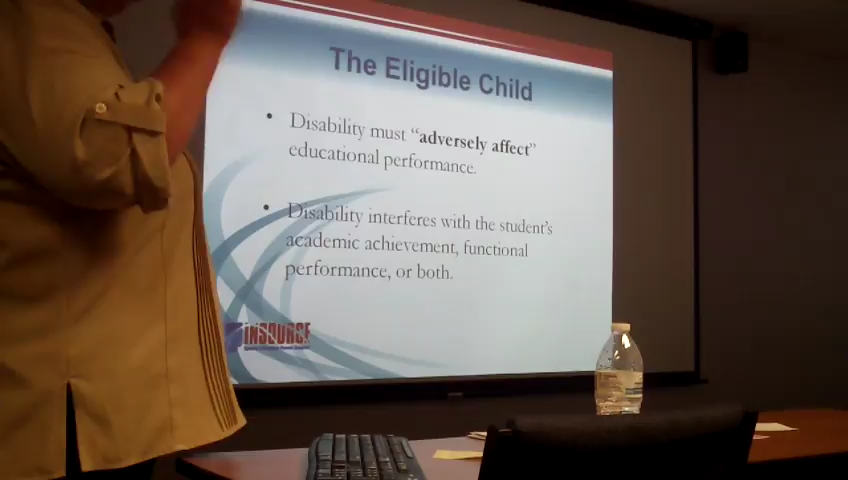 The Eligible Child
• Disability must “adversely affect”
educational performance.
• Disability interferes with the student’s
academic achievement, functional
performance, or both.
INSOURCE